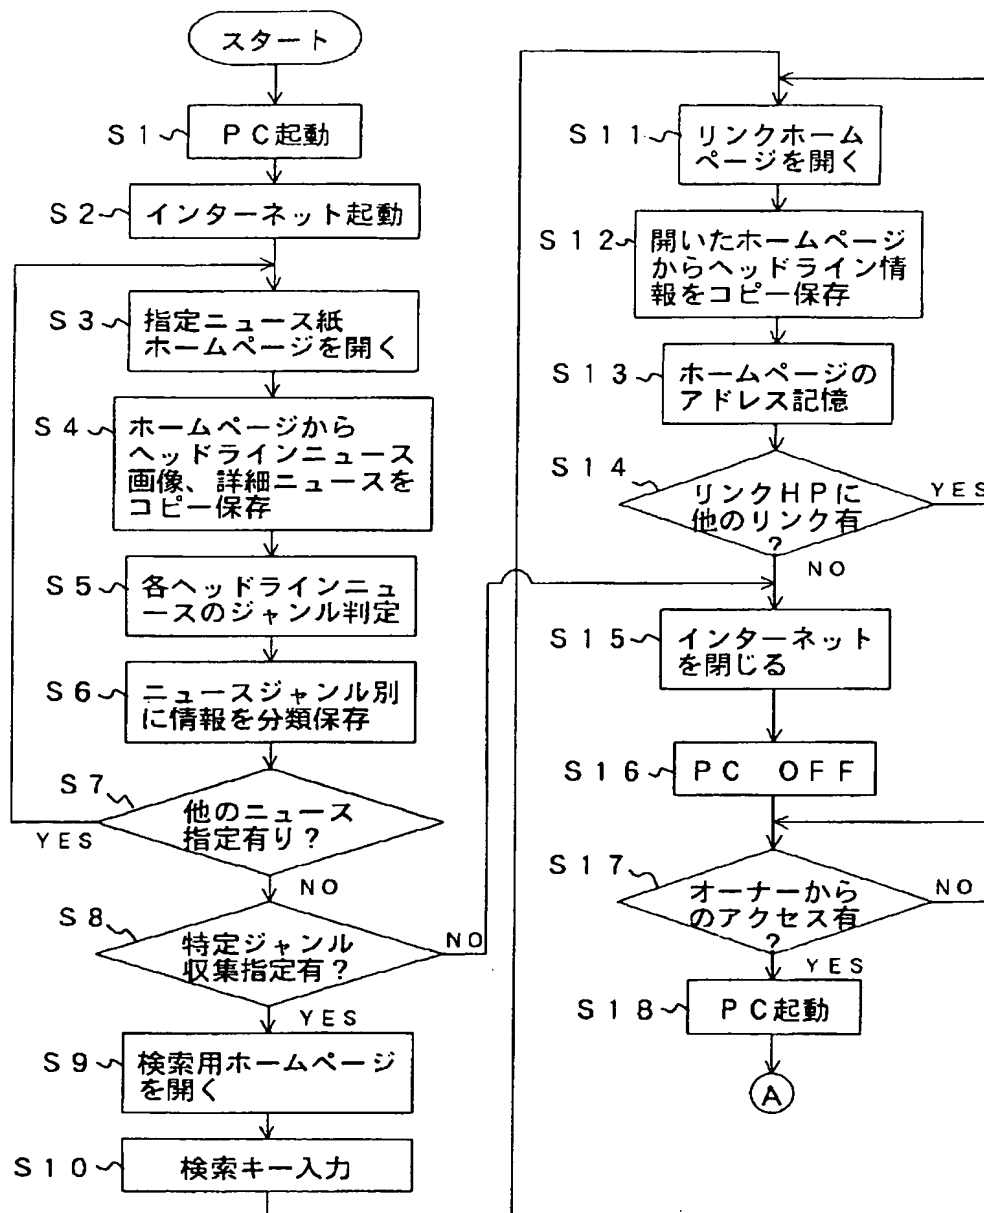 スタート
S1
PC起動
S2
インターネット起動
S3
指定ニュース紙
ホームページを開く
S4
ホームページから
ヘッドラインニュース
画像、詳細ニュースを
コピー保存
S5
各ヘッドラインニュ
ースのジャンル判定
S6
ニュースジャンル別
に情報を分類保存
S7
他のニュース
指定有り?
YES
NO
S8
特定ジャンル
収集指定有?
NO
YES
S9
検索用ホームページ
を開く
S10
検索キー入力
S11
リンクホーム
ページを開く
S12
開いたホームページ
からヘッドライン情
報をコピー保存
S13
ホームページの
アドレス記憶
S14
リンクHPに
他のリンク有
?
YES
NO
S15
インターネット
を閉じる
S16
PC OFF
S17
オーナーから
のアクセス有
?
NO
YES
S18
PC起動
A